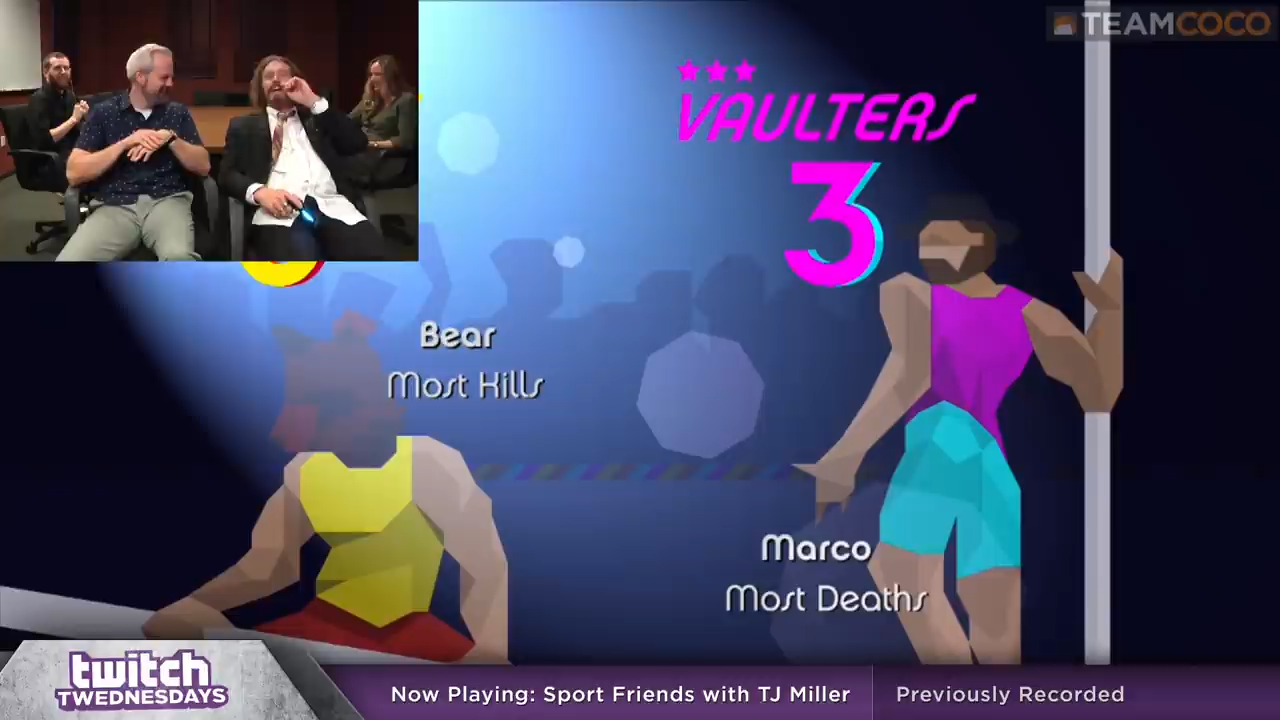 TEAMCOCO
VAULTERS
3
Bear
Most Kills
Marco
Most Deaths
twitch
TWEDNESDAYS
Now Playing: Sport Friends with TJ Miller
Previously Recorded